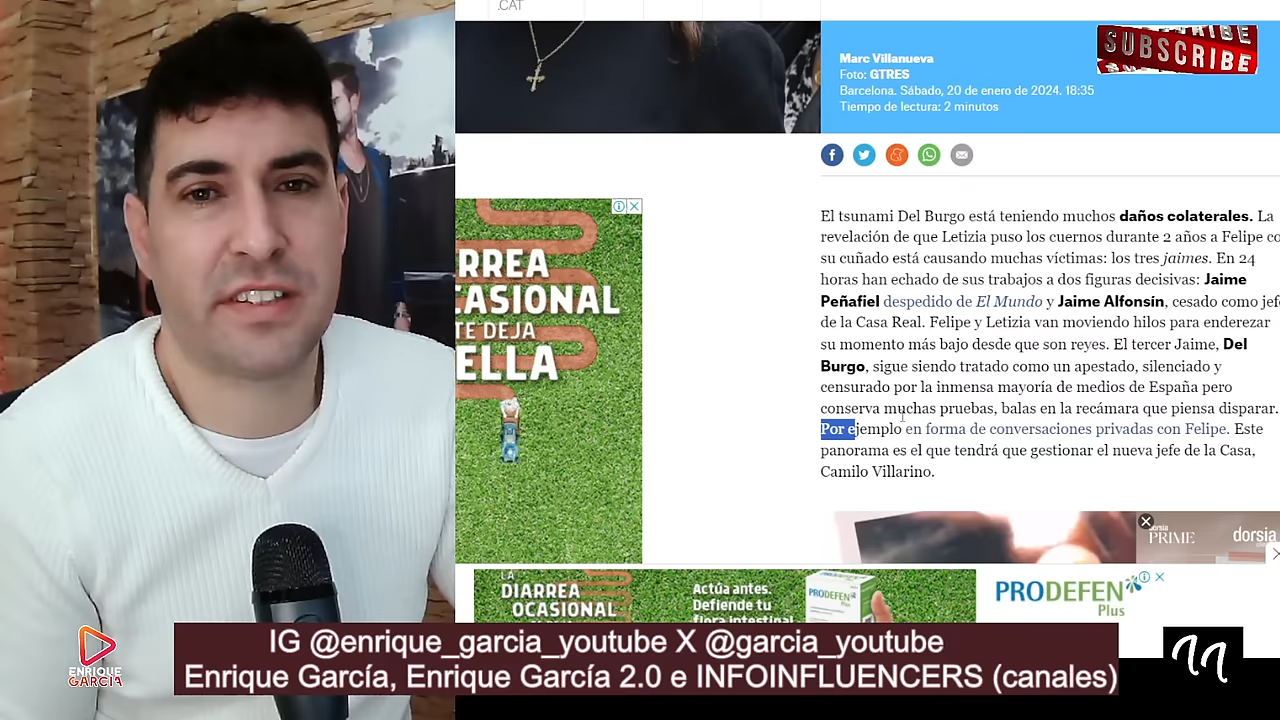 .CAT
SUBSCRIBE
Marc Villanueva
Foto: GTRES
Barcelona. Sábado, 20 de enero de 2024. 18:35
Tiempo de lectura: 2 minutos
El tsunami Del Burgo está teniendo muchos daños colaterales. La
revelación de que Letizia puso los cuernos durante 2 años a Felipe co
su cuñado está causando muchas víctimas: los tres jaimes. En 24
horas han echado de sus trabajos a dos figuras decisivas: Jaime
Peñafiel despedido de El Mundo y Jaime Alfonsín, cesado como jef
de la Casa Real. Felipe y Letizia van moviendo hilos para enderezar
su momento más bajo desde que son reyes. El tercer Jaime, Del
Burgo, sigue siendo tratado como un apestado, silenciado y
censurado por la inmensa mayoría de medios de España pero
conserva muchas pruebas, balas en la recámara que piensa disparar.
Por ejemplo en forma de conversaciones privadas con Felipe. Este
panorama es el que tendrá que gestionar el nueva jefe de la Casa,
Camilo Villarino.
RREA
CASIONAL
TE DEJA
ELLA
dorsia
PRIME
dorsia
LA
DIARREA
OCASIONAL
Actúa antes.
Defiende tu
flora intestinal
PRODEFEN
Plus
PRODEFEN
Plus
IG @enrique_garcia_youtube X @garcia_youtube
Enrique García, Enrique García 2.0 e INFOINFLUENCERS (canales)
ENRIQUE
GARCÍA